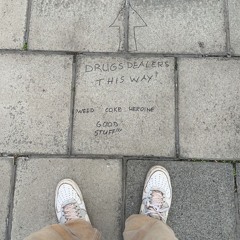 DRUGS DEALERS
THIS WAY!
WEED COKE HEROINE
GOOD
STUFF